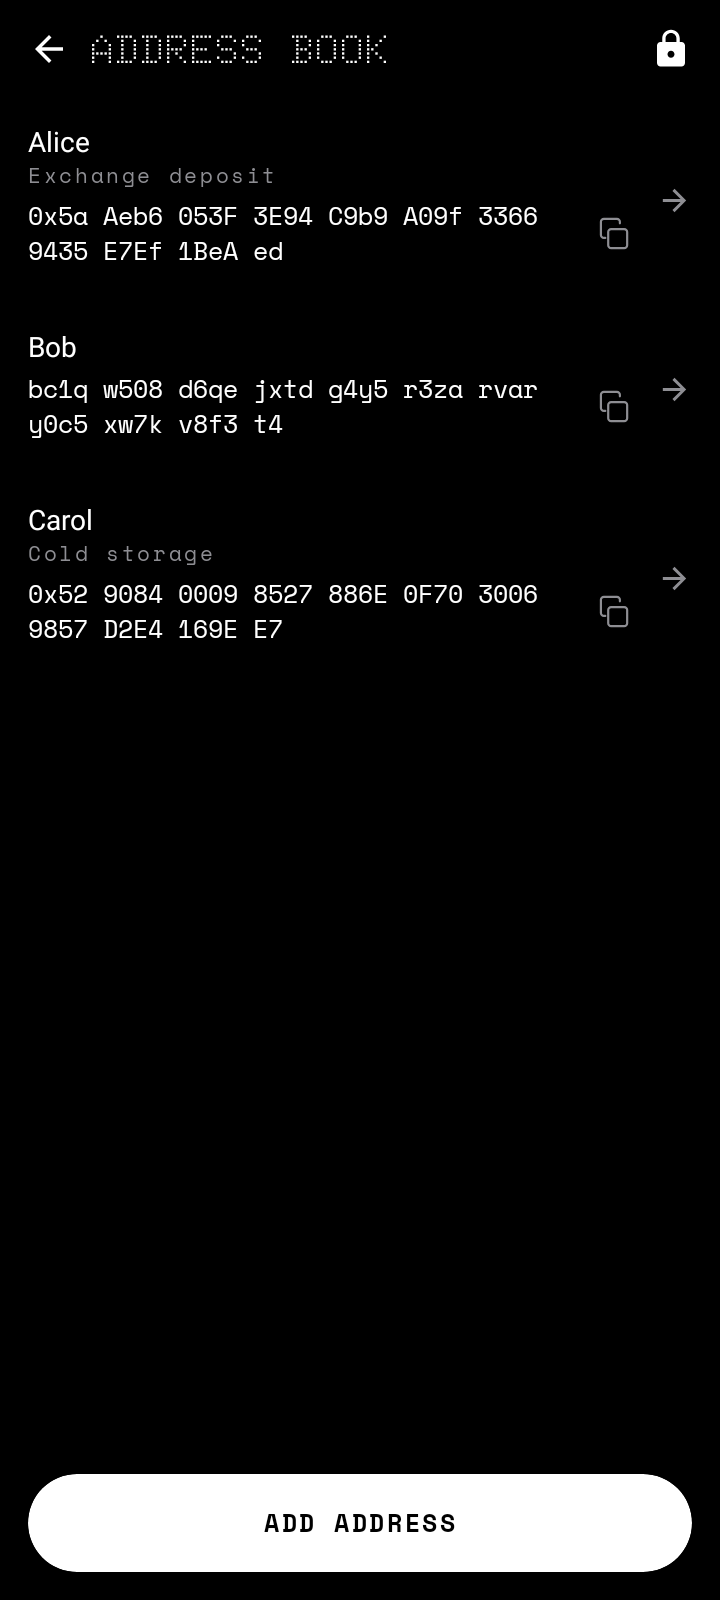 ADDRESS BOOK
Alice
Exchange deposit
0x5a Aeb6 053F 3E94 C9b9 A09f 3366
9435 E7Ef 1BeA ed
Bob
bc1q w508 d6qe jxtd g4y5 r3za rvar
y0c5 xw7k v8f3 t4
Carol
Cold storage
0x52 9084 0009 8527 886E 0F70 3006
9857 D2E4 169E E7
ADD ADDRESS